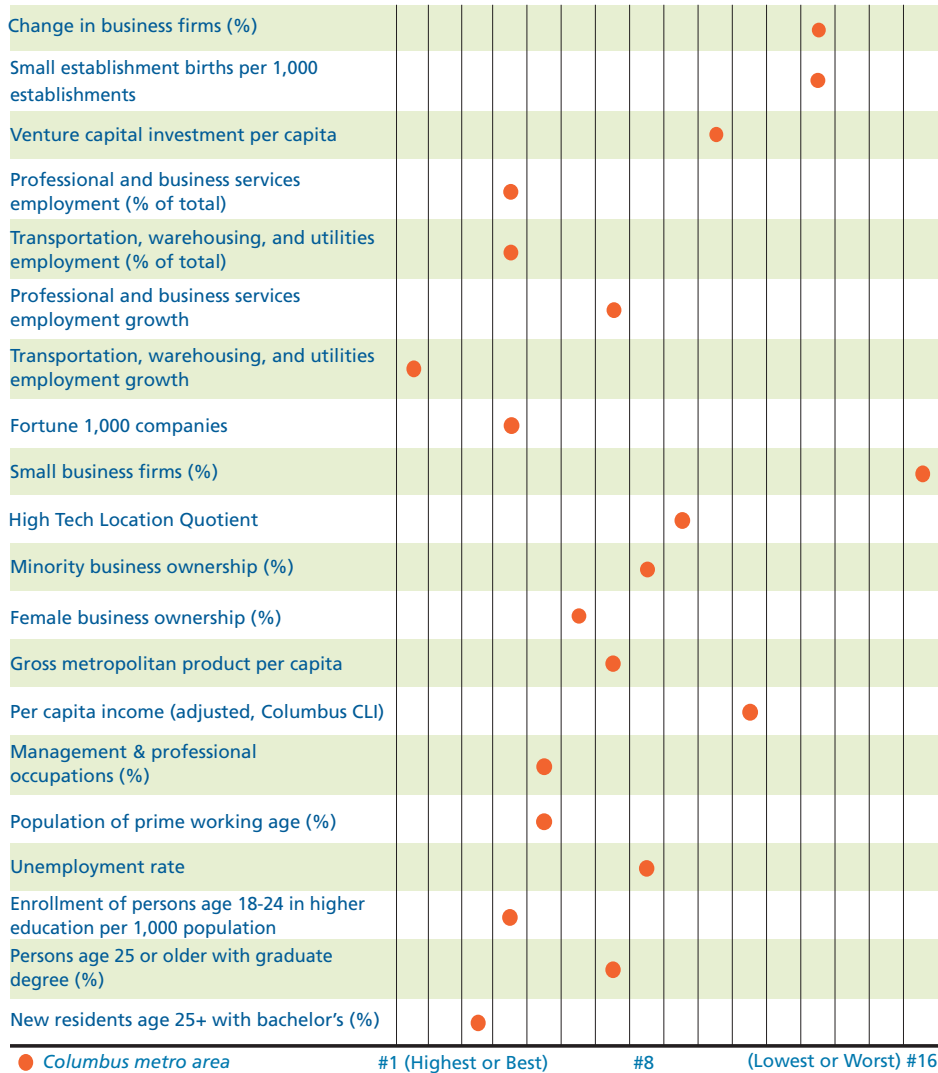 Change in business firms (%)
Small establishment births per 1,000
establishments
Venture capital investment per capita
Professional and business services
employment (% of total)
Transportation, warehousing, and utilities
employment (% of total)
Professional and business services
employment growth
Transportation, warehousing, and utilities
employment growth
Fortune 1,000 companies
Small business firms (%)
High Tech Location Quotient
Minority business ownership (%)
Female business ownership (%)
Gross metropolitan product per capita
Per capita income (adjusted, Columbus CLI)
Management & professional
occupations (%)
Population of prime working age (%)
Unemployment rate
Enrollment of persons age 18-24 in higher
education per 1,000 population
Persons age 25 or older with graduate
degree (%)
New residents age 25+ with bachelor's (%)
Columbus metro area #1 (Highest or Best) #8 (Lowest or Worst) #16